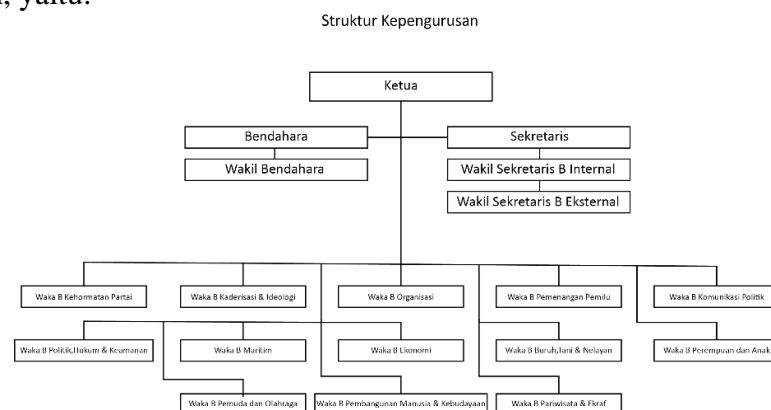 yaitu:
Struktur Kepengurusan
Ketua
Bendahara
Sekretaris
Wakil Bendahara
Wakil Sekretaris B Internal
Wakil Sekretaris B Eksternal
Waka B Kehormatan Partai
Waka B Kaderisasi & Ideologi
Waka B Organisasi
Waka B Pemenangan Pemilu
Waka B Komunikasi Politik
Waka B Politik,Hukum & Keamanan
Waka B Maritim
Waka B Ekonomi
Waka B Buruh,Tani & Nelayan
Waka B Perempuan dan Anak
Waka B Pemuda dan Olahraga
Waka B Pembangunan Manusia & Kebudayaan
Waka B Pariwisata & Ekraf